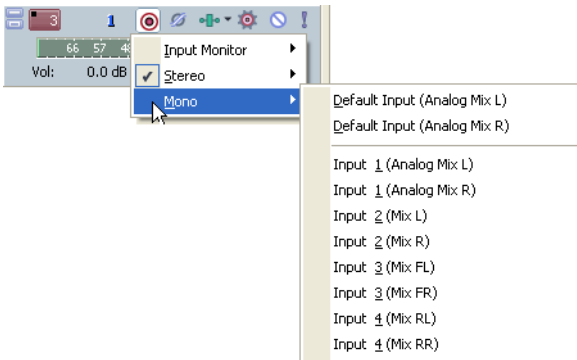 3 1
66 57 48
Input Monitor
Vol: 0.0 dB
Stereo
Mono
Default Input (Analog Mix L)
Default Input (Analog Mix R)
Input 1 (Analog Mix L)
Input 1 (Analog Mix R)
Input 2 (Mix L)
Input 2 (Mix R)
Input 3 (Mix FL)
Input 3 (Mix FR)
Input 4 (Mix RL)
Input 4 (Mix RR)